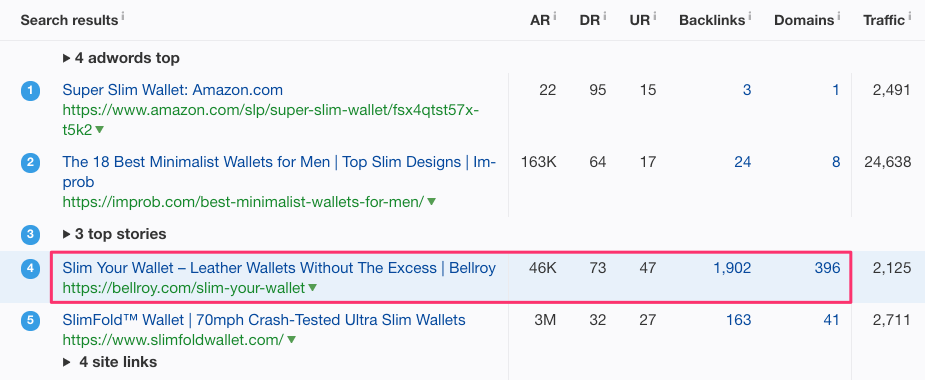 Search results i AR i DR i UR i Backlinks i Domains i Traffic i
4 adwords top
1 Super Slim Wallet: Amazon.com 22 95 15 3 1 2,491
https://www.amazon.com/slp/super-slim-wallet/fsx4qtst57x-
t5k2
2 The 18 Best Minimalist Wallets for Men | Top Slim Designs | Im- 163K 64 17 24 8 24,638
prob
https://improb.com/best-minimalist-wallets-for-men/
3 3 top stories
4 Slim Your Wallet – Leather Wallets Without The Excess | Bellroy 46K 73 47 1,902 396 2,125
https://bellroy.com/slim-your-wallet
5 SlimFold™ Wallet | 70mph Crash-Tested Ultra Slim Wallets 3M 32 27 163 41 2,711
https://www.slimfoldwallet.com/
4 site links